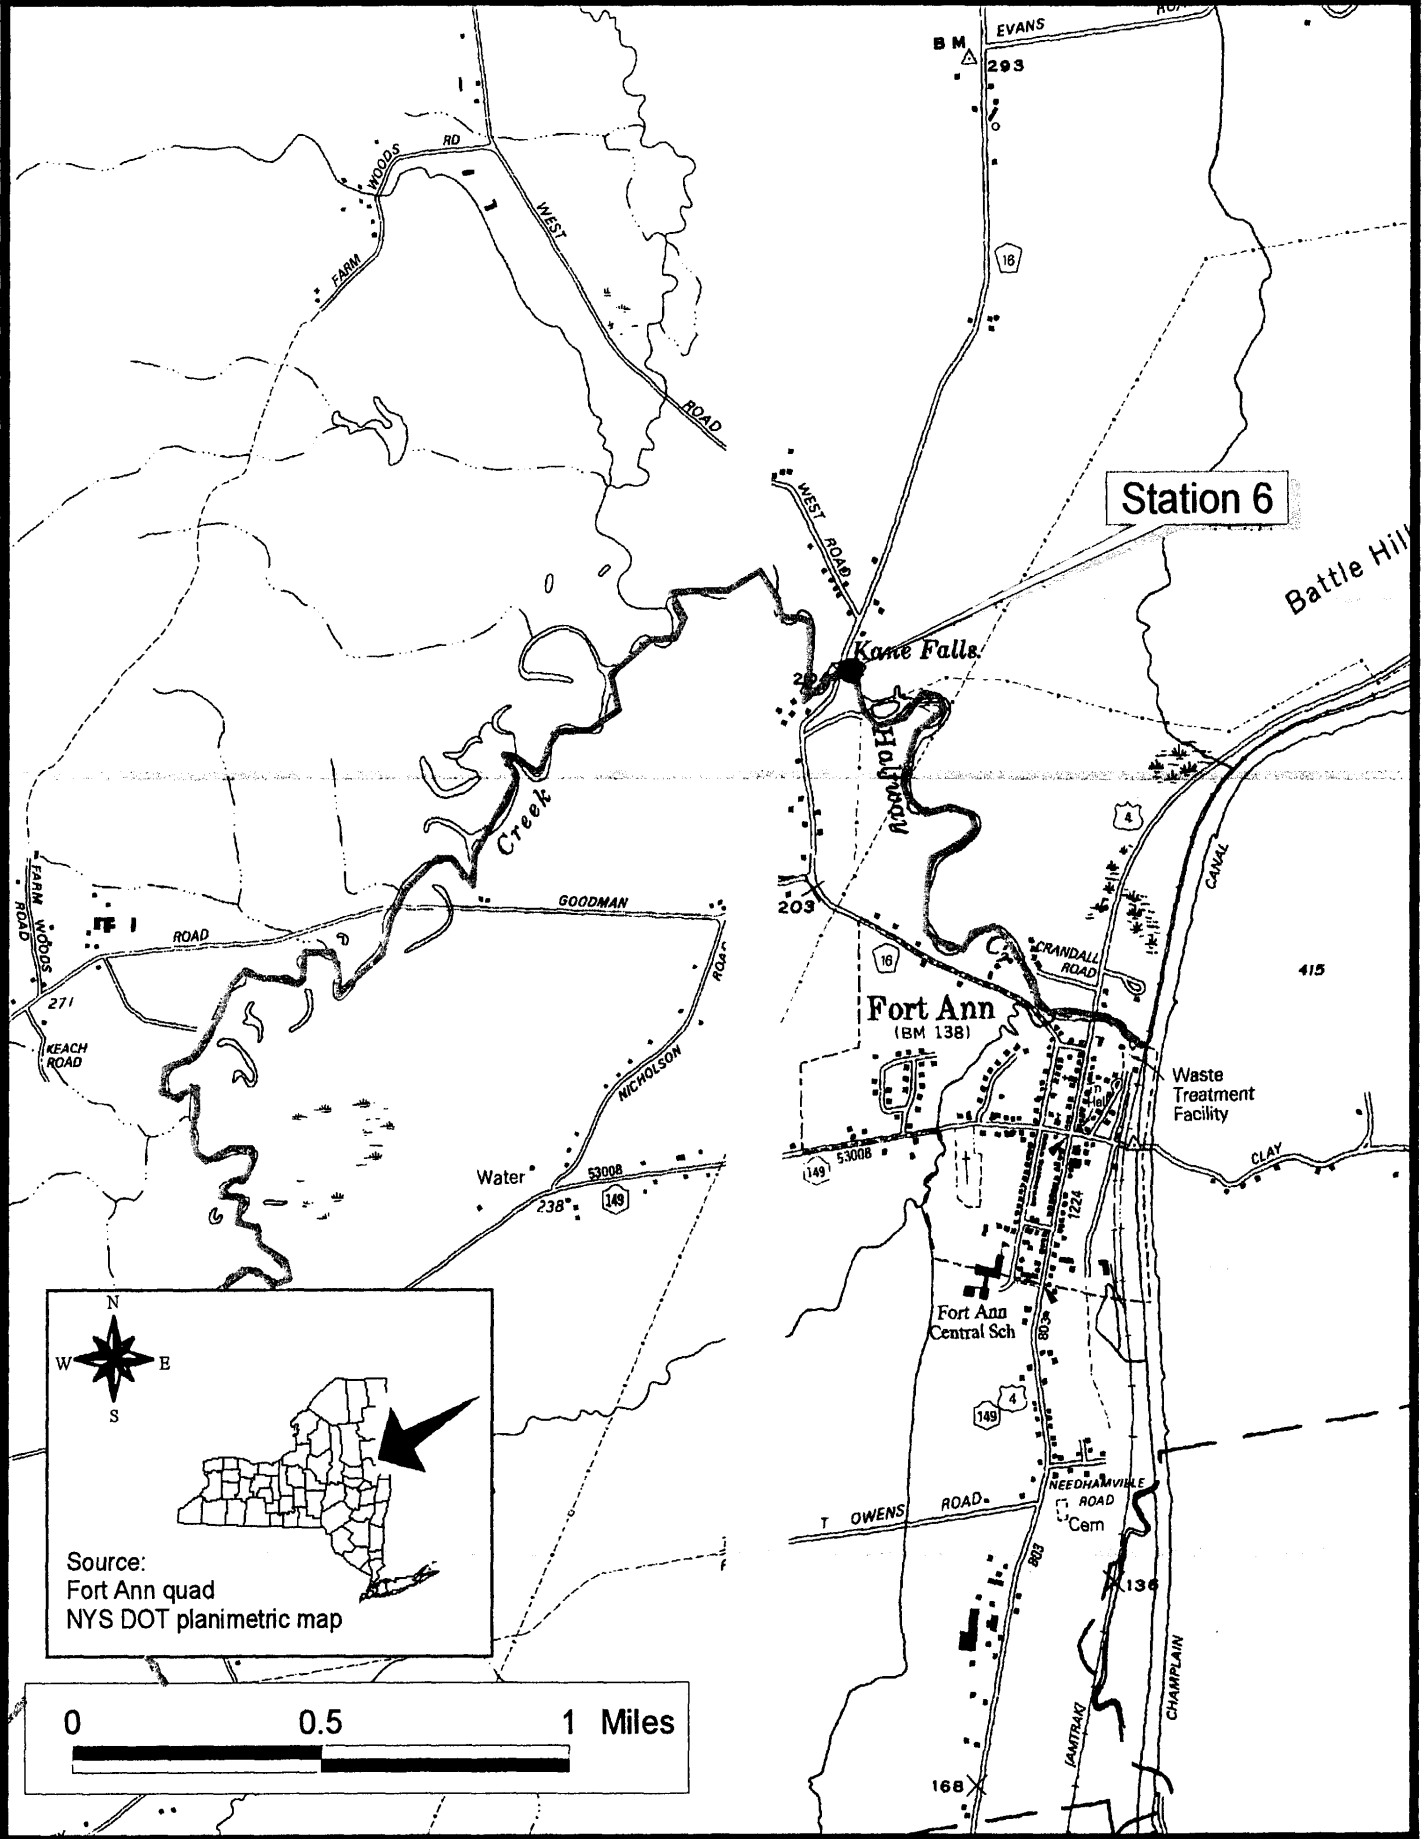 EVANS
BM
293
WOODS
RD
FARM
WEST
ROAD
16
Station 6
WEST
ROAD
Battle Hill
Kane Falls
Halfway
Creek
4
CANAL
FARM WOODS
ROAD
GOODMAN
ROAD
203
16
CRANDALL
ROAD
415
271
KEACH
ROAD
Fort Ann
(BM 138)
NICHOLSON
ROAD
Waste
Treatment
Facility
Water
53008
149
238
149
53008
CLAY
1224
Fort Ann
Central Sch
803
4
149
N
W
E
S
NEEDHAMVILLE
ROAD
Cem
T OWENS ROAD
803
136
Source:
Fort Ann quad
NYS DOT planimetric map
CHAMPLAIN
(AMTRAK)
0 0.5 1 Miles
168